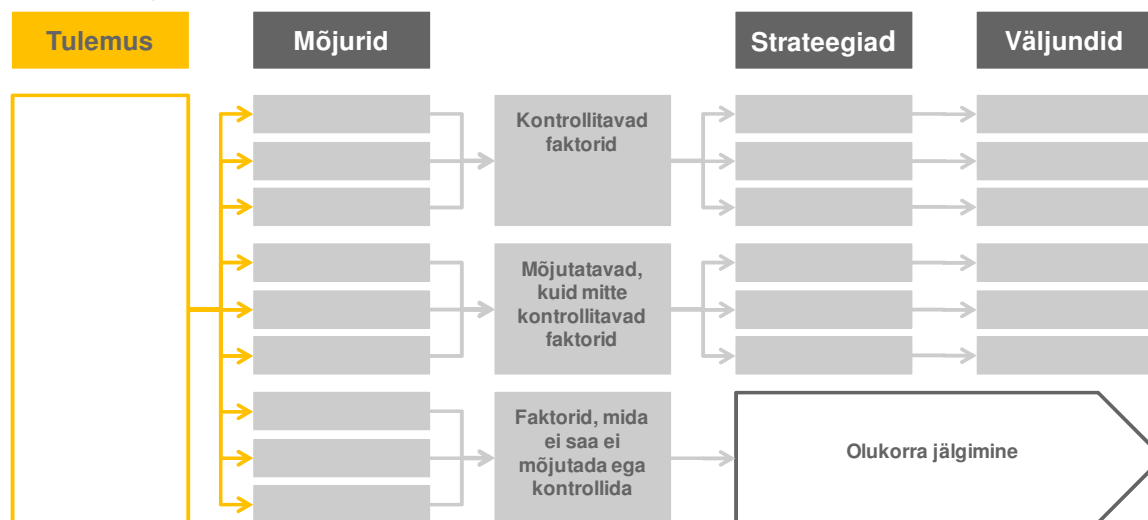 Tulemus
Mõjurid
Strateegiad
Väljundid
Kontrollitavad
faktorid
Mõjutatavad,
kuid mitte
kontrollitavad
faktorid
Faktorid, mida
ei saa ei
mõjutada ega
kontrollida
Olukorra jälgimine